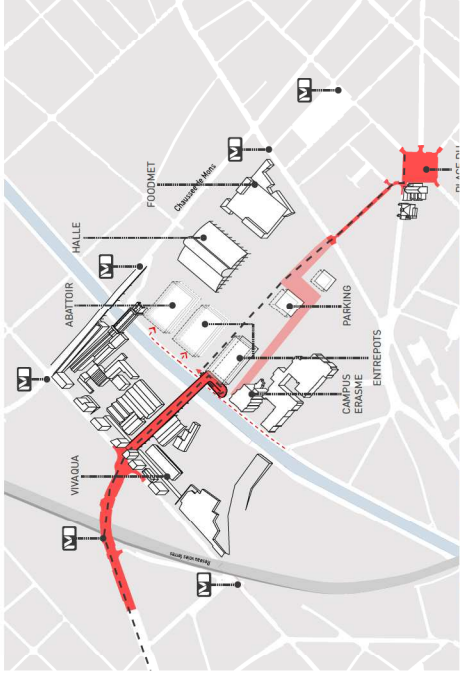 M
M
VIVAQUA
ABATTOIR
HALLE
M
FOODMET
Chaussée de Mons
M
M
CAMPUS
ERASME
ENTREPOTS
PARKING
M
PLACE DU